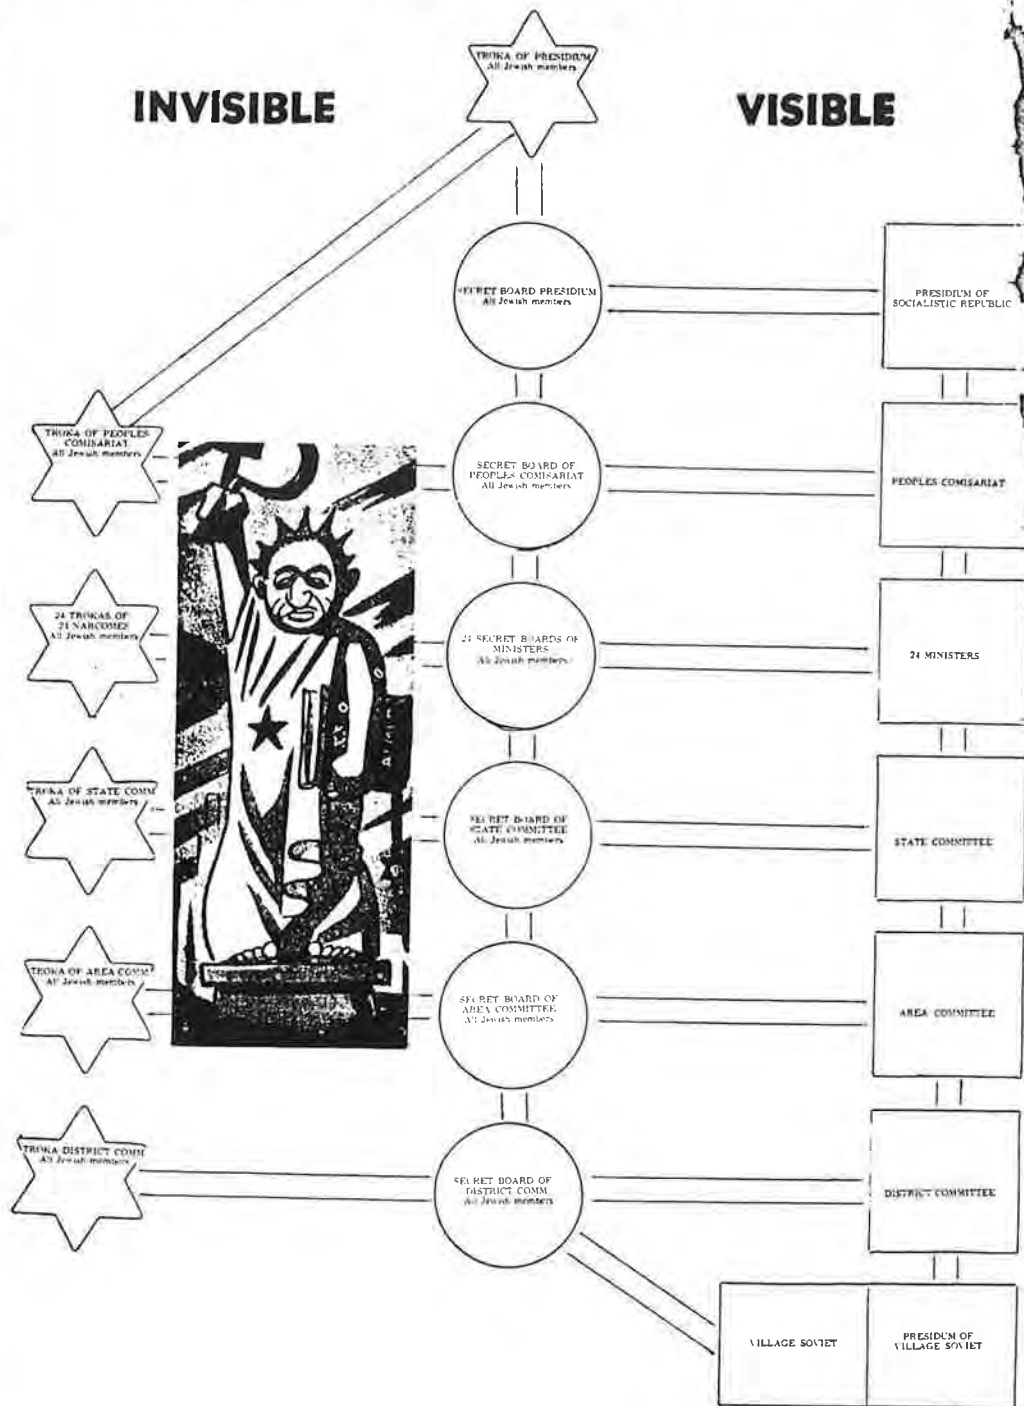 INVISIBLE
VISIBLE
TROKA OF PRESIDIUM
All Jewish members
SECRET BOARD PRESIDIUM
All Jewish members
PRESIDIUM OF
SOCIALISTIC REPUBLIC
TROKA OF PEOPLES
COMISARIAT
All Jewish members
SECRET BOARD OF
PEOPLES COMISARIAT
All Jewish members
PEOPLES COMISARIAT
24 TROKAS OF
All Jewish members
24 SECRET BOARDS OF
MINISTERS
All Jewish members
24 MINISTERS
TROKA OF STATE COMM
All Jewish members
SECRET BOARD OF
STATE COMMITTEE
All Jewish members
STATE COMMITTEE
TROKA OF AREA COMM
All Jewish members
SECRET BOARD OF
AREA COMMITTEE
All Jewish members
AREA COMMITTEE
TROKA DISTRICT COMM
All Jewish members
SECRET BOARD OF
DISTRICT COMM
All Jewish members
DISTRICT COMMITTEE
VILLAGE SOVIET
PRESIDUM OF
VILLAGE SOVIET